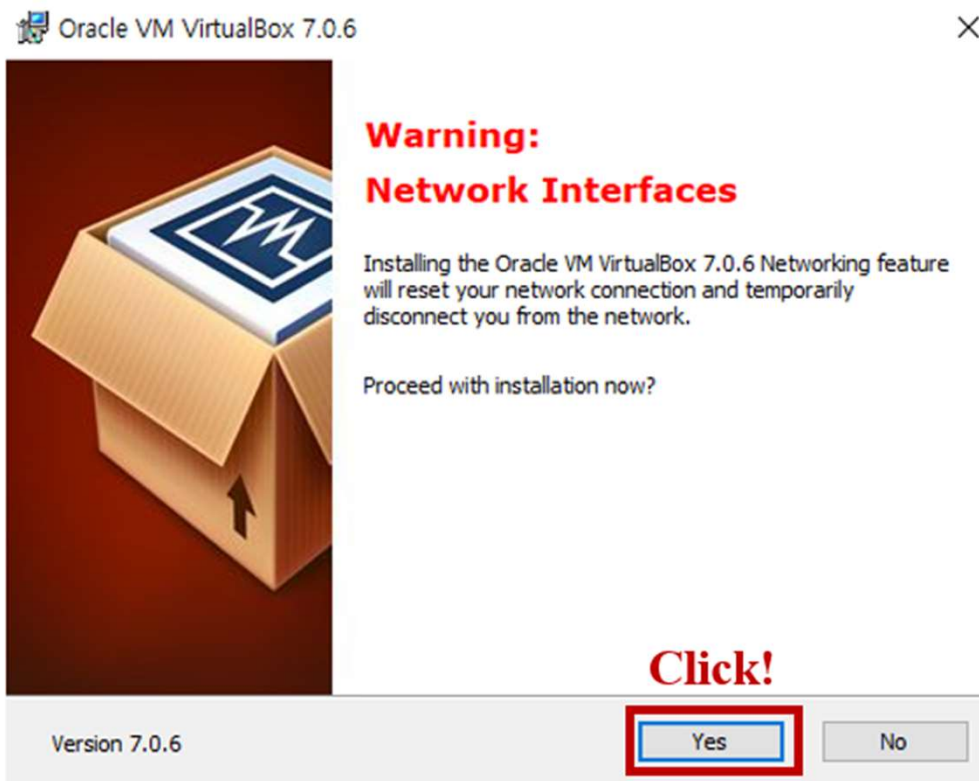 Oracle VM VirtualBox 7.0.6
Warning:
Network Interfaces
Installing the Oracle VM VirtualBox 7.0.6 Networking feature
will reset your network connection and temporarily
disconnect you from the network.
Proceed with installation now?
Click!
Version 7.0.6
Yes
No